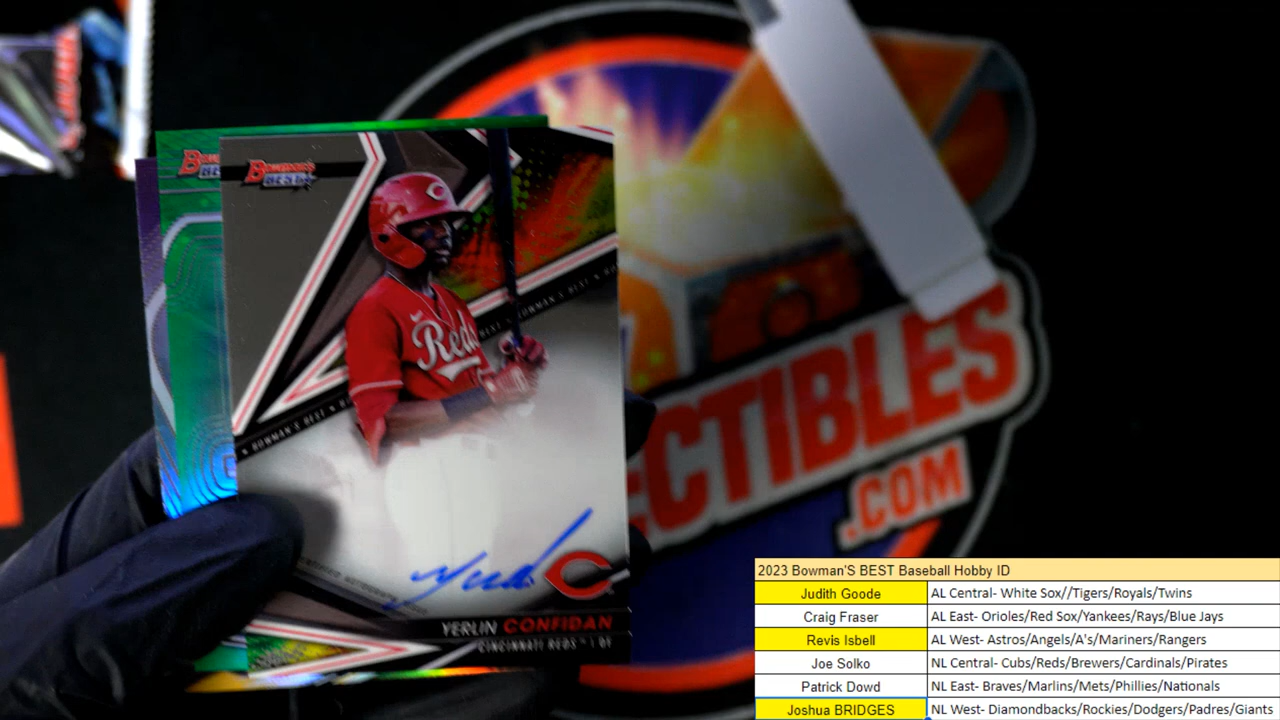 BOWMAN'S
BEST
Reds
BOWMAN'S BEST
YERLIN CONFIDAN
CINCINNATI REDS | OF
ECTIBLES
.COM
2023 Bowman'S BEST Baseball Hobby ID
Judith Goode AL Central- White Sox//Tigers/Royals/Twins
Craig Fraser AL East- Orioles/Red Sox/Yankees/Rays/Blue Jays
Revis Isbell AL West- Astros/Angels/A's/Mariners/Rangers
Joe Solko NL Central- Cubs/Reds/Brewers/Cardinals/Pirates
Patrick Dowd NL East- Braves/Marlins/Mets/Phillies/Nationals
Joshua BRIDGES NL West- Diamondbacks/Rockies/Dodgers/Padres/Giants